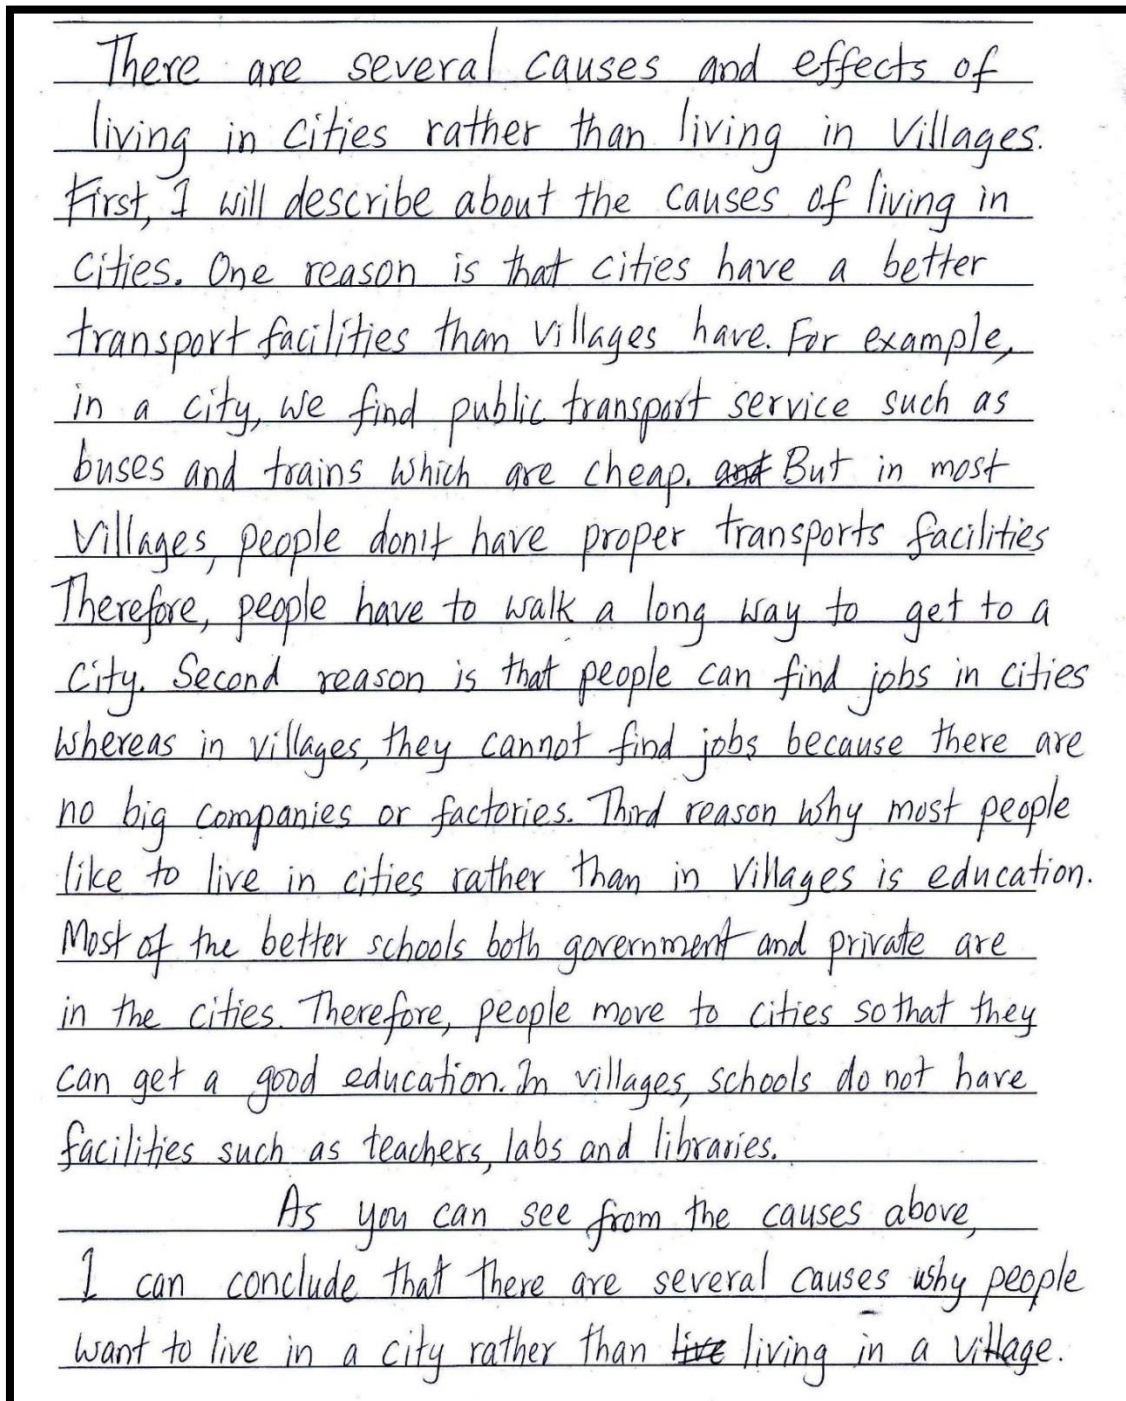 There are several causes and effects of
living in cities rather than living in villages.
First, I will describe about the causes of living in
cities. One reason is that cities have a better
transport facilities than villages have. For example,
in a city, we find public transport service such as
buses and trains which are cheap. and But in most
villages, people don't have proper transports facilities
Therefore, people have to walk a long way to get to a
city. Second reason is that people can find jobs in cities
whereas in villages, they cannot find jobs because there are
no big companies or factories. Third reason why most people
like to live in cities rather than in villages is education.
Most of the better schools both government and private are
in the cities. Therefore, people move to cities so that they
can get a good education. In villages, schools do not have
facilities such as teachers, labs and libraries.
As you can see from the causes above,
I can conclude that there are several causes why people
want to live in a city rather than live living in a village.